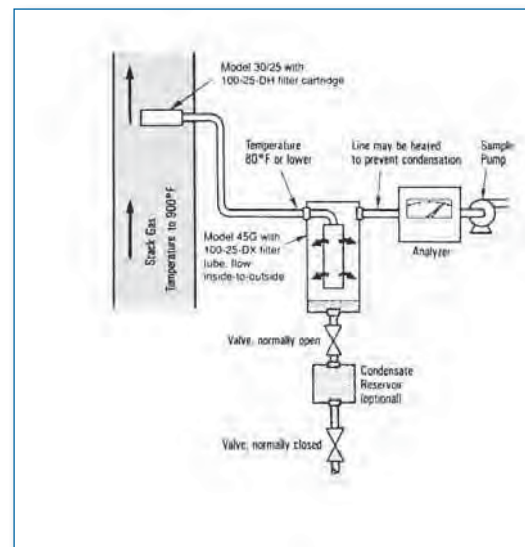 Model 30/25 with
100-25-DH filter cartridge
Temperature
80°F or lower
Line may be heated
to prevent condensation
Sample
Pump
Stack Gas
Temperature to 900°F
Model 45G with
100-25-DX filter
tube, flow
inside-to-outside
Analyzer
Valve, normally open
Condensate
Reservoir
(optional)
Valve, normally closed